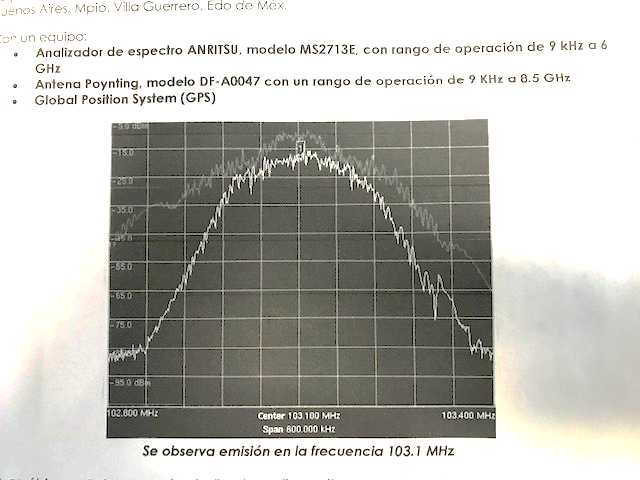 uenos Aires, Mpio. Villa Guerrero, Edo de Mex.
Con un equipo:
• Analizador de espectro ANRITSU, modelo MS2713E, con rango de operación de 9 kHz a 6
GHz
• Antena Poynting, modelo DF-A0047 con un rango de operación de 9 KHz a 8.5 GHz
• Global Position System (GPS)
-5.0 dBm
-15.0
-25.0
-35.0
-45.0
-55.0
-65.0
-75.0
-95.0 dBm
1
102.800 MHz
Center 103.100 MHz
103.400 MHz
Span 600.000 kHz
Se observa emisión en la frecuencia 103.1 MHz